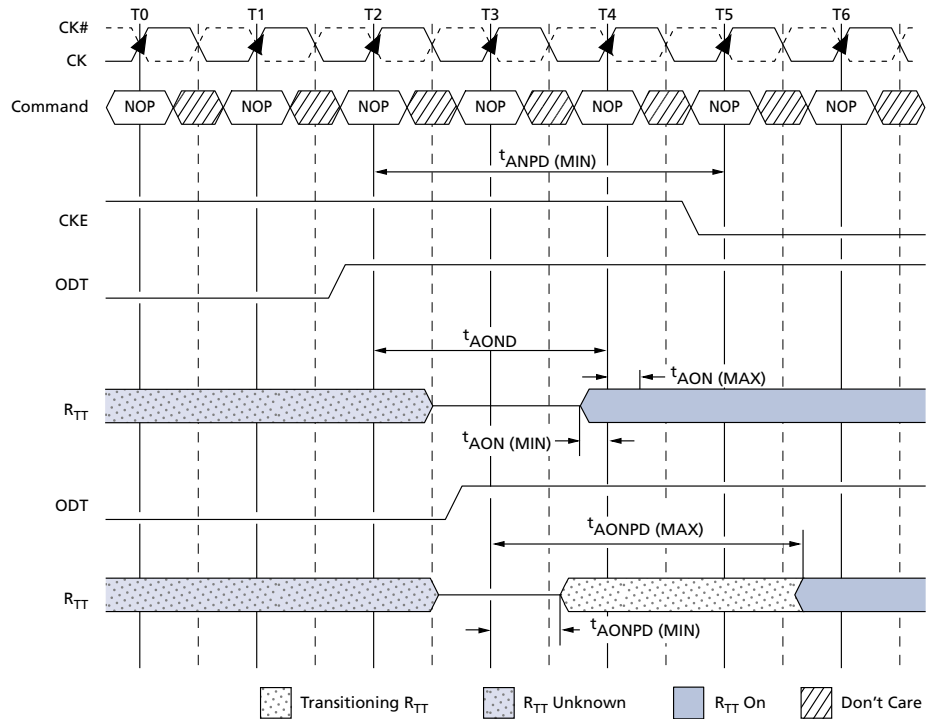 T0 T1 T2 T3 T4 T5 T6
CK#
CK
Command NOP NOP NOP NOP NOP NOP NOP
tANPD (MIN)
CKE
ODT
tAOND
tAON (MAX)
RTT
tAON (MIN)
ODT
tAONPD (MAX)
RTT
tAONPD (MIN)
Transitioning RTT RTT Unknown RTT On Don't Care